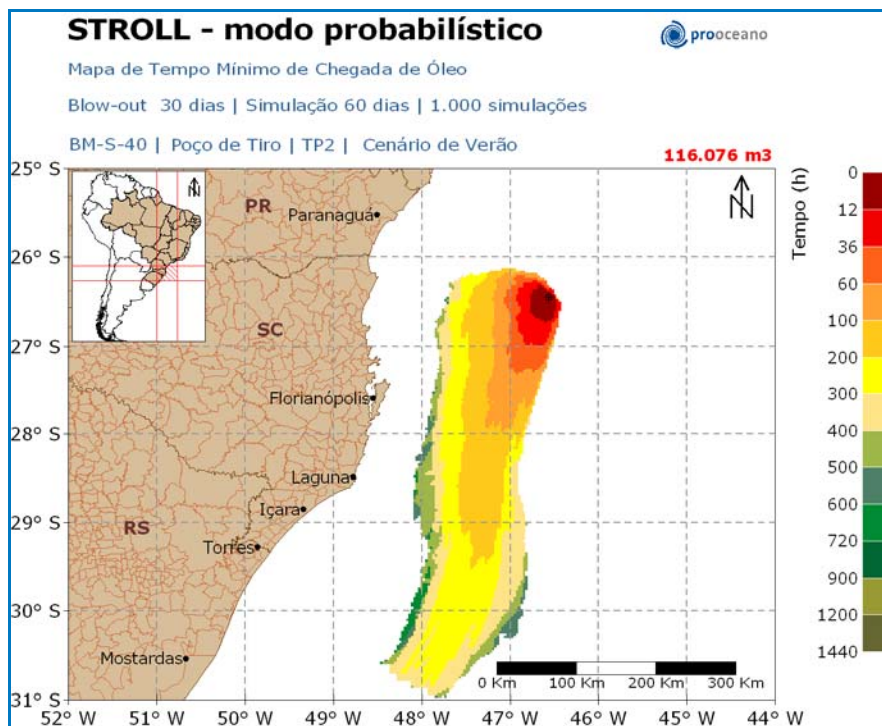 STROLL - modo probabilístico
prooceano
Mapa de Tempo Mínimo de Chegada de Óleo
Blow-out 30 dias | Simulação 60 dias | 1.000 simulações
BM-S-40 | Poço de Tiro | TP2 | Cenário de Verão
116.076 m3
25° S
26° S
27° S
28° S
29° S
30° S
31° S
52 W
51 W
50 W
49 W
48 W
47 W
46 W
45 W
44 W
N
N
PR
Paranaguá
SC
Florianópolis
Laguna
Içara
RS
Torres
Mostardas
0 Km
100 Km
200 Km
300 Km
Tempo (h)
0
12
36
60
100
200
300
400
500
600
720
900
1200
1440